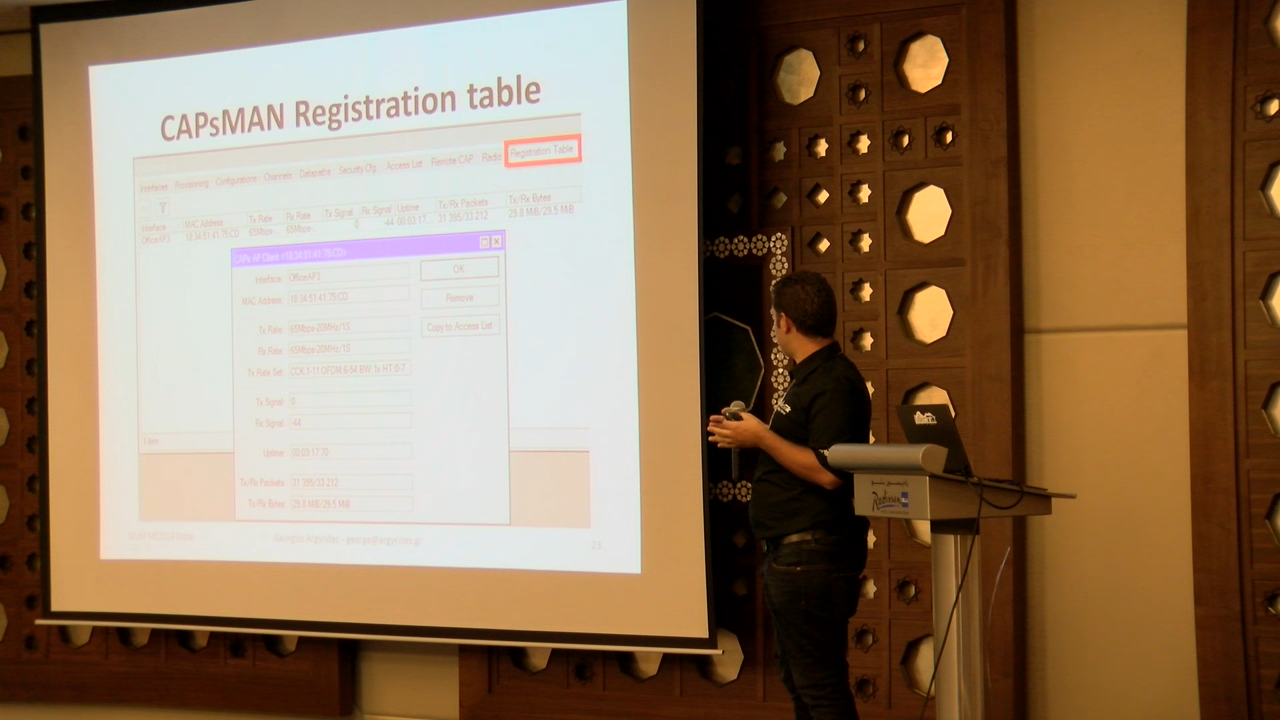 CAPsMAN Registration table
Interfaces Provisioning Configurations Channels Datapaths Security Cfg. Access List Remote CAP Radio Registration Table
Interface MAC Address Tx Rate Rx Rate Tx Signal Rx Signal Uptime Tx/Rx Packets Tx/Rx Bytes
OfficeAP3 18:34:51:41:75:CD 65Mbps- 65Mbps- 0 -44 00:03:17. 31 395/33 212 29.8 MiB/29.5 MiB
CAPs AP Client <18:34:51:41:75:CD>
Interface: OfficeAP3
OK
MAC Address: 18:34:51:41:75:CD
Remove
Tx Rate: 65Mbps-20MHz/1S
Copy to Access List
Rx Rate: 65Mbps-20MHz/1S
Tx Rate Set: CCK:1-11 OFDM:6-54 BW:1x HT:0-7
Tx Signal: 0
Rx Signal: -44
1 item
Uptime: 00:03:17.70
Tx/Rx Packets: 31 395/33 212
Tx/Rx Bytes: 29.8 MiB/29.5 MiB
Radisson